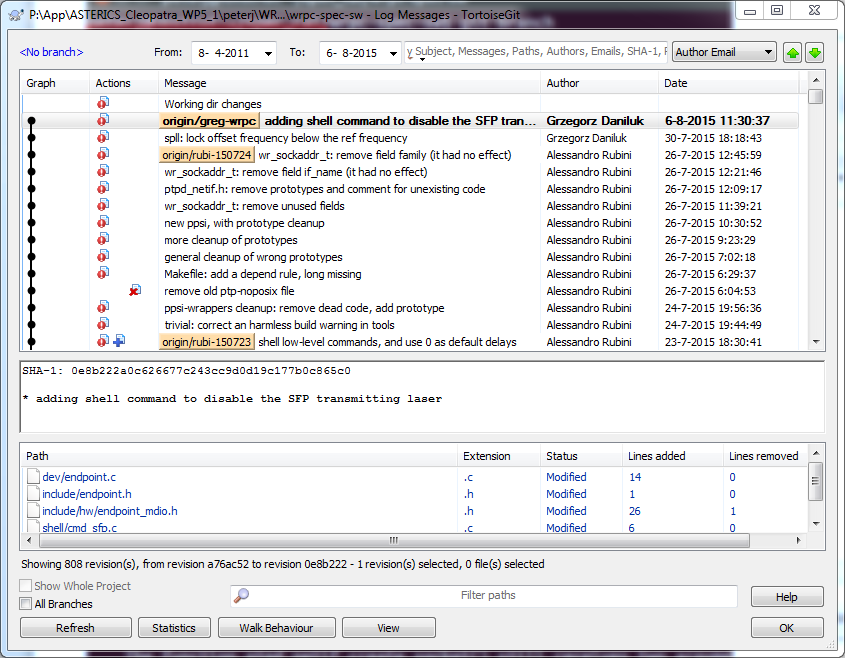 P:\App\ASTERICS_Cleopatra_WP5_1\peterj\WR...\wrpc-spec-sw - Log Messages - TortoiseGit
<No branch> From: 8- 4-2011 To: 6- 8-2015 Subject, Messages, Paths, Authors, Emails, SHA-1, Author Email
Graph Actions Message Author Date
Working dir changes
origin/greg-wrpc adding shell command to disable the SFP tran... Grzegorz Daniluk 6-8-2015 11:30:37
spll: lock offset frequency below the ref frequency Grzegorz Daniluk 30-7-2015 18:18:43
origin/rubi-150724 wr_sockaddr_t: remove field family (it had no effect) Alessandro Rubini 26-7-2015 12:45:59
wr_sockaddr_t: remove field if_name (it had no effect) Alessandro Rubini 26-7-2015 12:21:46
ptpd_netif.h: remove prototypes and comment for unexisting code Alessandro Rubini 26-7-2015 12:09:17
wr_sockaddr_t: remove unused fields Alessandro Rubini 26-7-2015 11:39:21
new ppsi, with prototype cleanup Alessandro Rubini 26-7-2015 10:30:52
more cleanup of prototypes Alessandro Rubini 26-7-2015 9:23:29
general cleanup of wrong prototypes Alessandro Rubini 26-7-2015 7:02:18
Makefile: add a depend rule, long missing Alessandro Rubini 26-7-2015 6:29:37
remove old ptp-noposix file Alessandro Rubini 26-7-2015 6:04:53
ppsi-wrappers cleanup: remove dead code, add prototype Alessandro Rubini 24-7-2015 19:56:36
trivial: correct an harmless build warning in tools Alessandro Rubini 24-7-2015 19:44:49
origin/rubi-150723 shell low-level commands, and use 0 as default delays Alessandro Rubini 23-7-2015 18:30:41
SHA-1: 0e8b222a0c626677c243cc9d0d19c177b0c865c0
* adding shell command to disable the SFP transmitting laser
Path Extension Status Lines added Lines removed
dev/endpoint.c .c Modified 14 0
include/endpoint.h .h Modified 1 0
include/hw/endpoint_mdio.h .h Modified 26 1
shell/cmd_sfp.c .c Modified 6 0
Showing 808 revision(s), from revision a76ac52 to revision 0e8b222 - 1 revision(s) selected, 0 file(s) selected
Show Whole Project
All Branches Filter paths Help
Refresh Statistics Walk Behaviour View OK